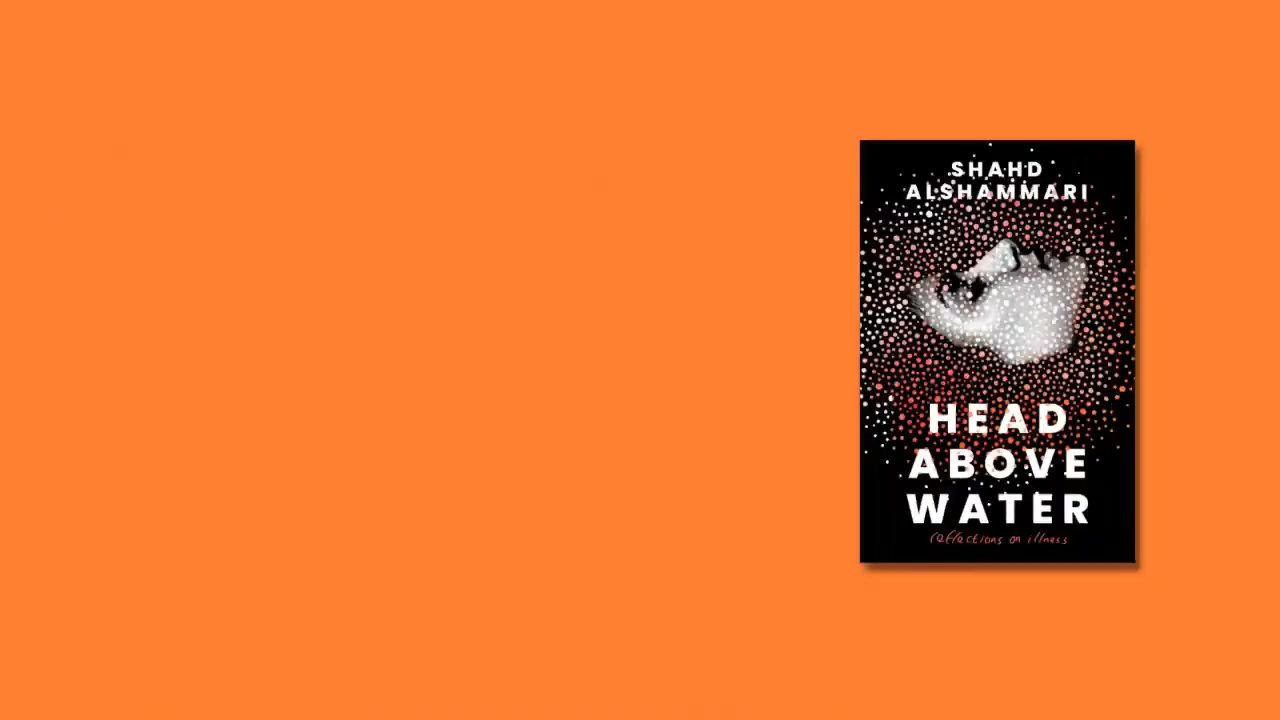 SHAHD
ALSHAMMARI
HEAD
ABOVE
WATER
reflections on illness